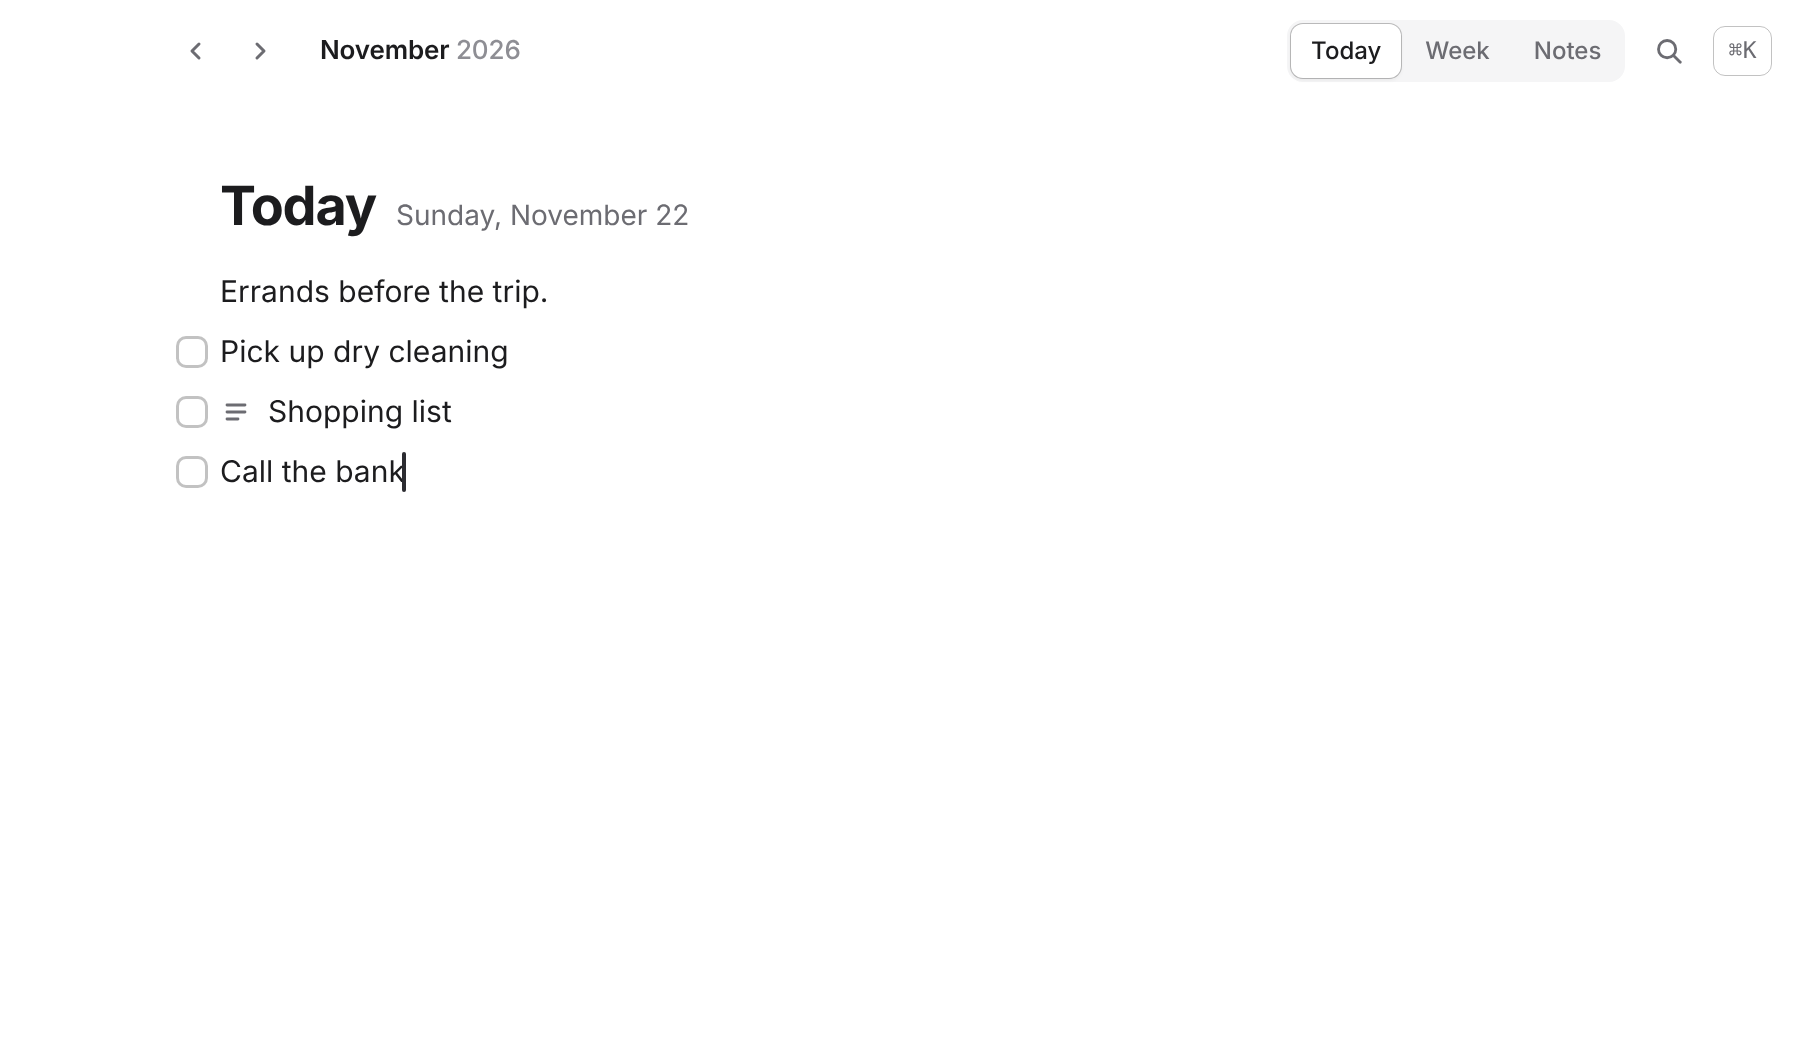 November 2026
Today Week Notes ⌘K
Today Sunday, November 22
Errands before the trip.
Pick up dry cleaning
Shopping list
Call the bank